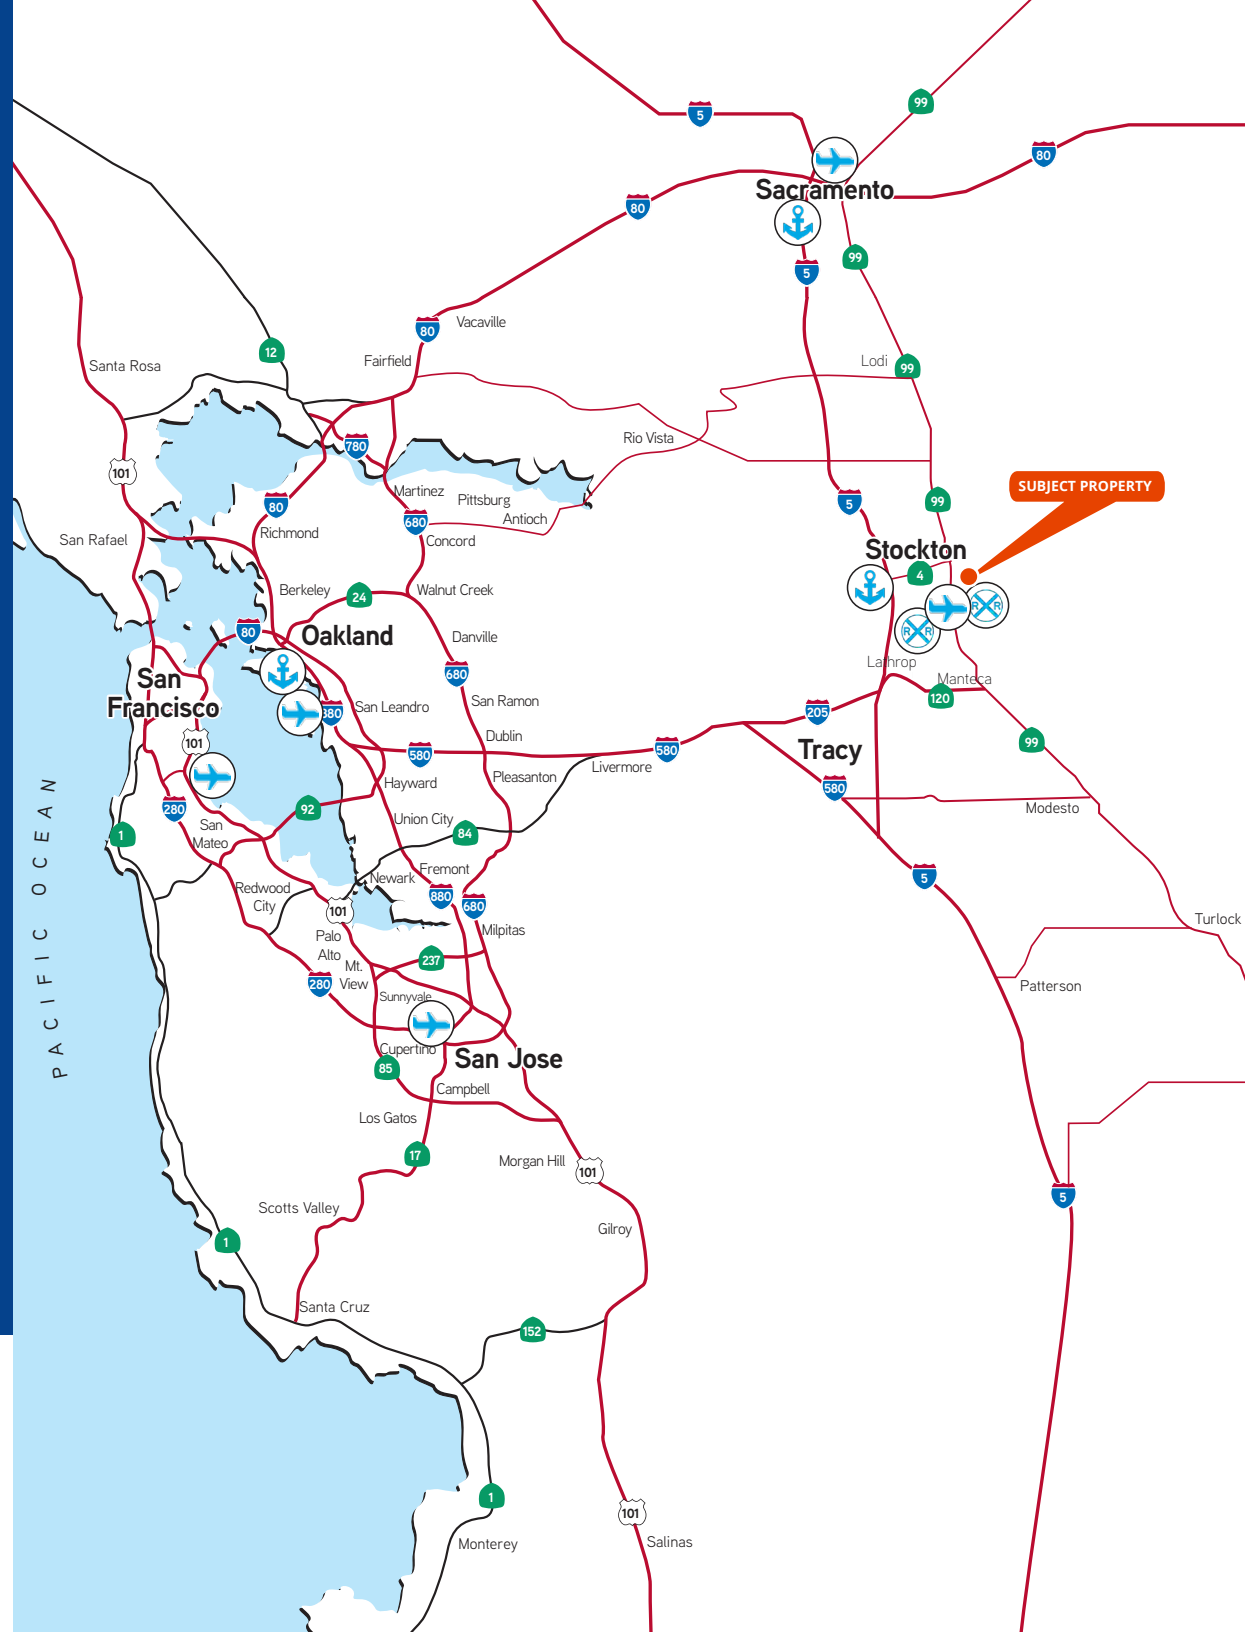 5
99
80
Sacramento
80
99
5
80
Vacaville
12
Fairfield
Santa Rosa
Lodi
99
Rio Vista
780
101
Martinez
Pittsburg
SUBJECT PROPERTY
80
5
99
680
Antioch
Richmond
San Rafael
Concord
Stockton
4
Berkeley
24
Walnut Creek
R R
80
Oakland
Danville
R R
Lathrop
680
San
Francisco
Manteca
120
San Ramon
880
San Leandro
205
101
Dublin
580
580
Tracy
99
Livermore
Pleasanton
Hayward
580
PACIFIC OCEAN
280
92
Modesto
Union City
San
Mateo
1
84
Fremont
Newark
5
Redwood
City
880
680
101
Turlock
Milpitas
Palo
Alto
237
Mt.
View
280
Patterson
Sunnyvale
Cupertino
San Jose
85
Campbell
Los Gatos
17
Morgan Hill
101
5
Scotts Valley
Gilroy
1
Santa Cruz
152
1
101
Monterey
Salinas